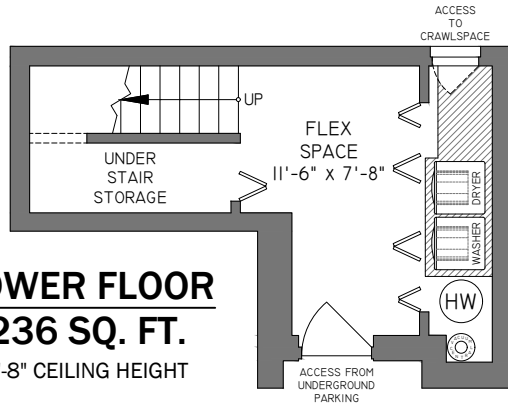 ACCESS
TO
CRAWLSPACE
UP
FLEX
SPACE
11'-6" x 7'-8"
UNDER
STAIR
STORAGE
DRYER
WASHER
HW
OWER FLOOR
236 SQ. FT.
'-8" CEILING HEIGHT
ACCESS FROM
UNDERGROUND
PARKING